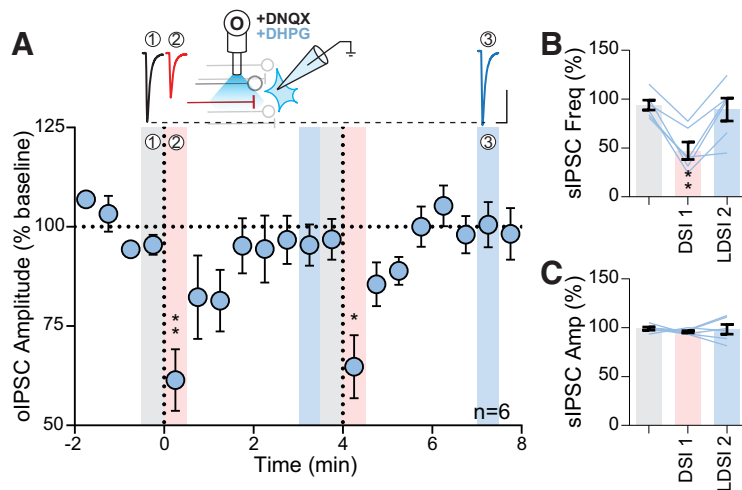 A
O
+DNQX
+DHPG
① ② ③
oIPSC Amplitude (% baseline)
125
100
75
50
① ② ③
**
*
n=6
-2 0 2 4 6 8
Time (min)
B
sIPSC Freq (%)
150
100
50
0
**
DSI 1
LDSI 2
C
sIPSC Amp (%)
150
100
50
0
DSI 1
LDSI 2